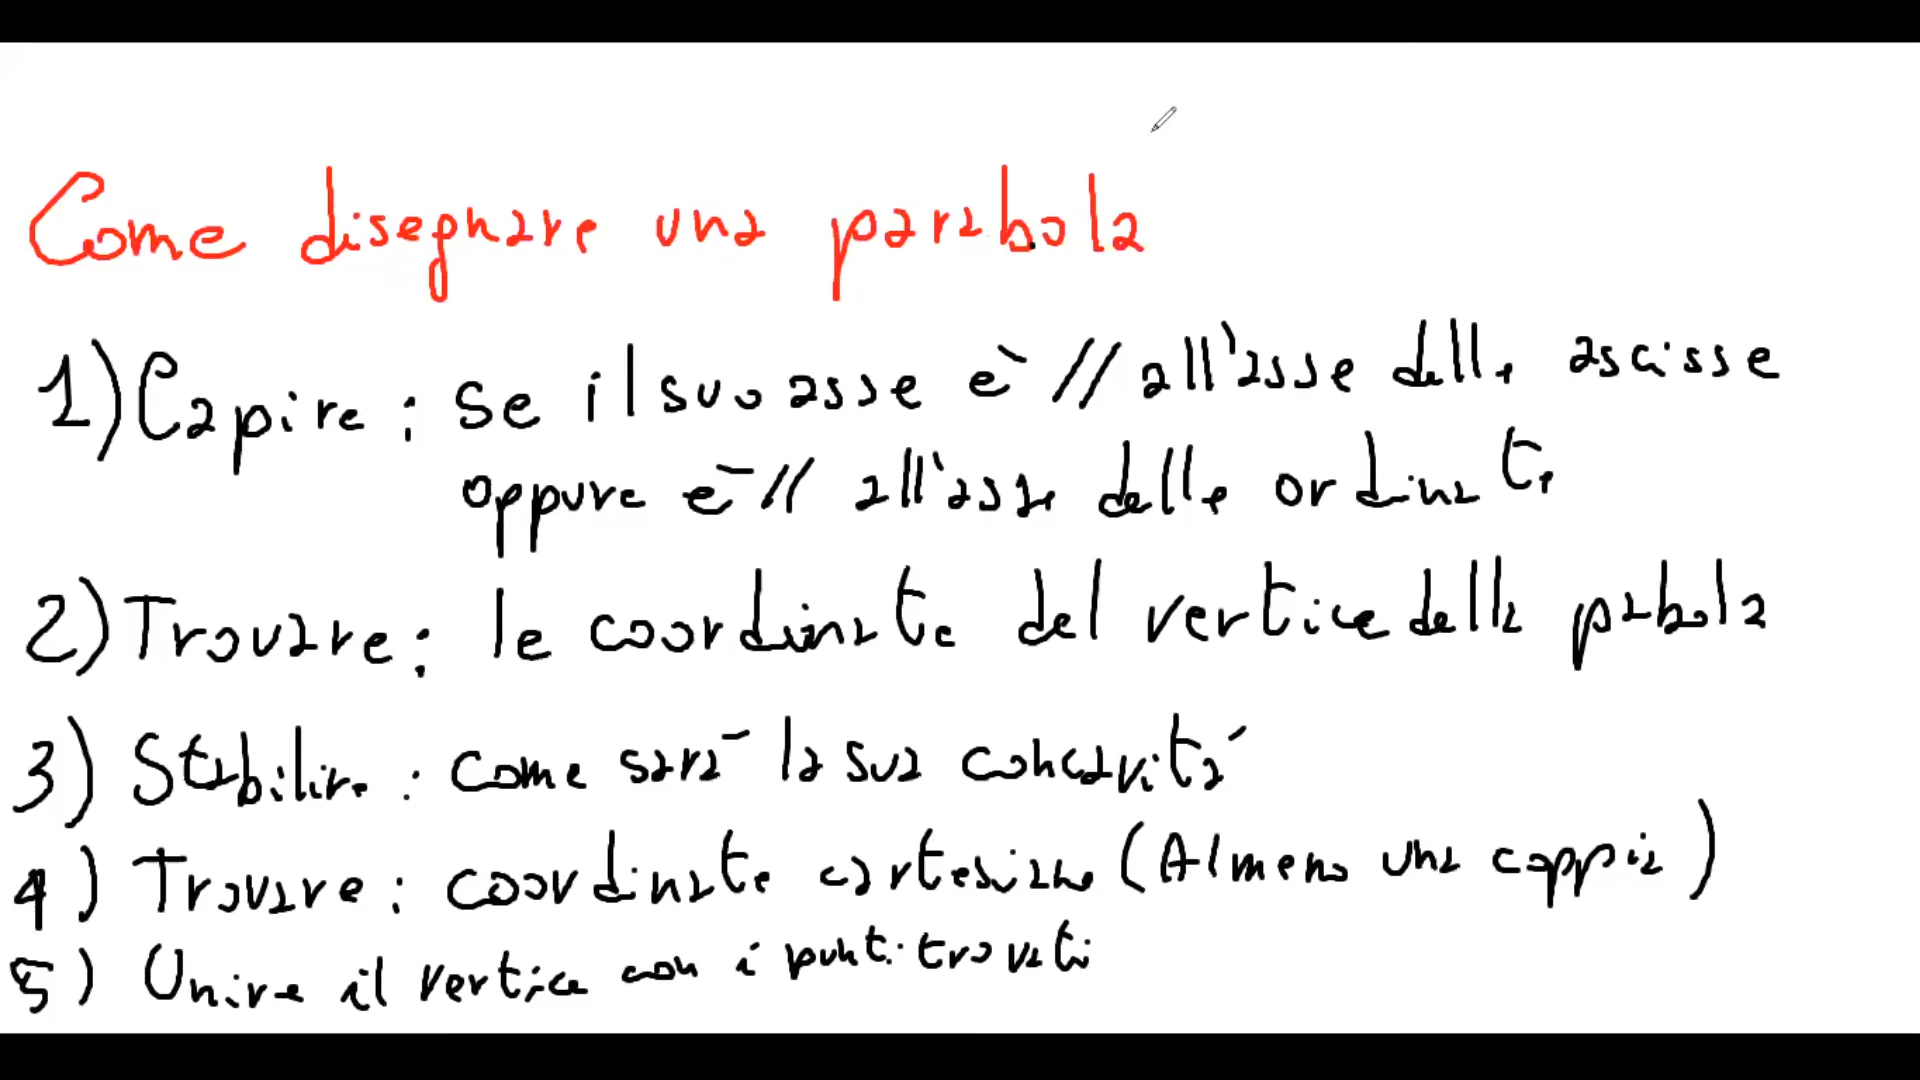 Come disegnare una parabola
1) Capire : se il suo asse è // all'asse delle ascisse
oppure è // all'asse delle ordinate
2) Trovare : le coordinate del vertice della pabola
3) Stabilire : come sarà la sua concavità
4) Trovare : coordinate cartesiane (Almeno una coppia)
5) Unire il vertice con i punti trovati